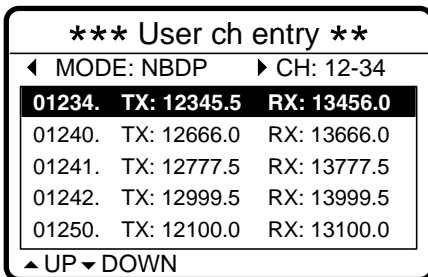 *** User ch entry **
◀ MODE: NBDP ▶ CH: 12-34
01234. TX: 12345.5 RX: 13456.0
01240. TX: 12666.0 RX: 13666.0
01241. TX: 12777.5 RX: 13777.5
01242. TX: 12999.5 RX: 13999.5
01250. TX: 12100.0 RX: 13100.0
▲ UP ▼ DOWN